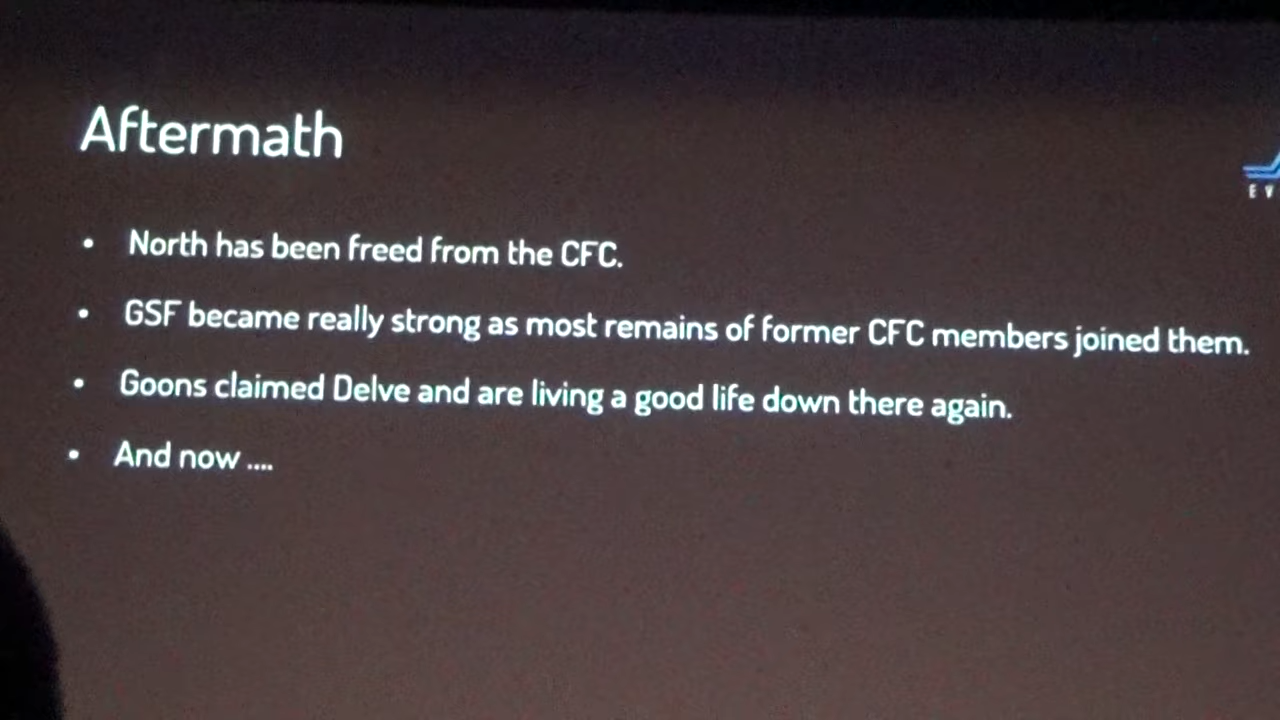 Aftermath
• North has been freed from the CFC.
• GSF became really strong as most remains of former CFC members joined them.
• Goons claimed Delve and are living a good life down there again.
• And now ....
E V